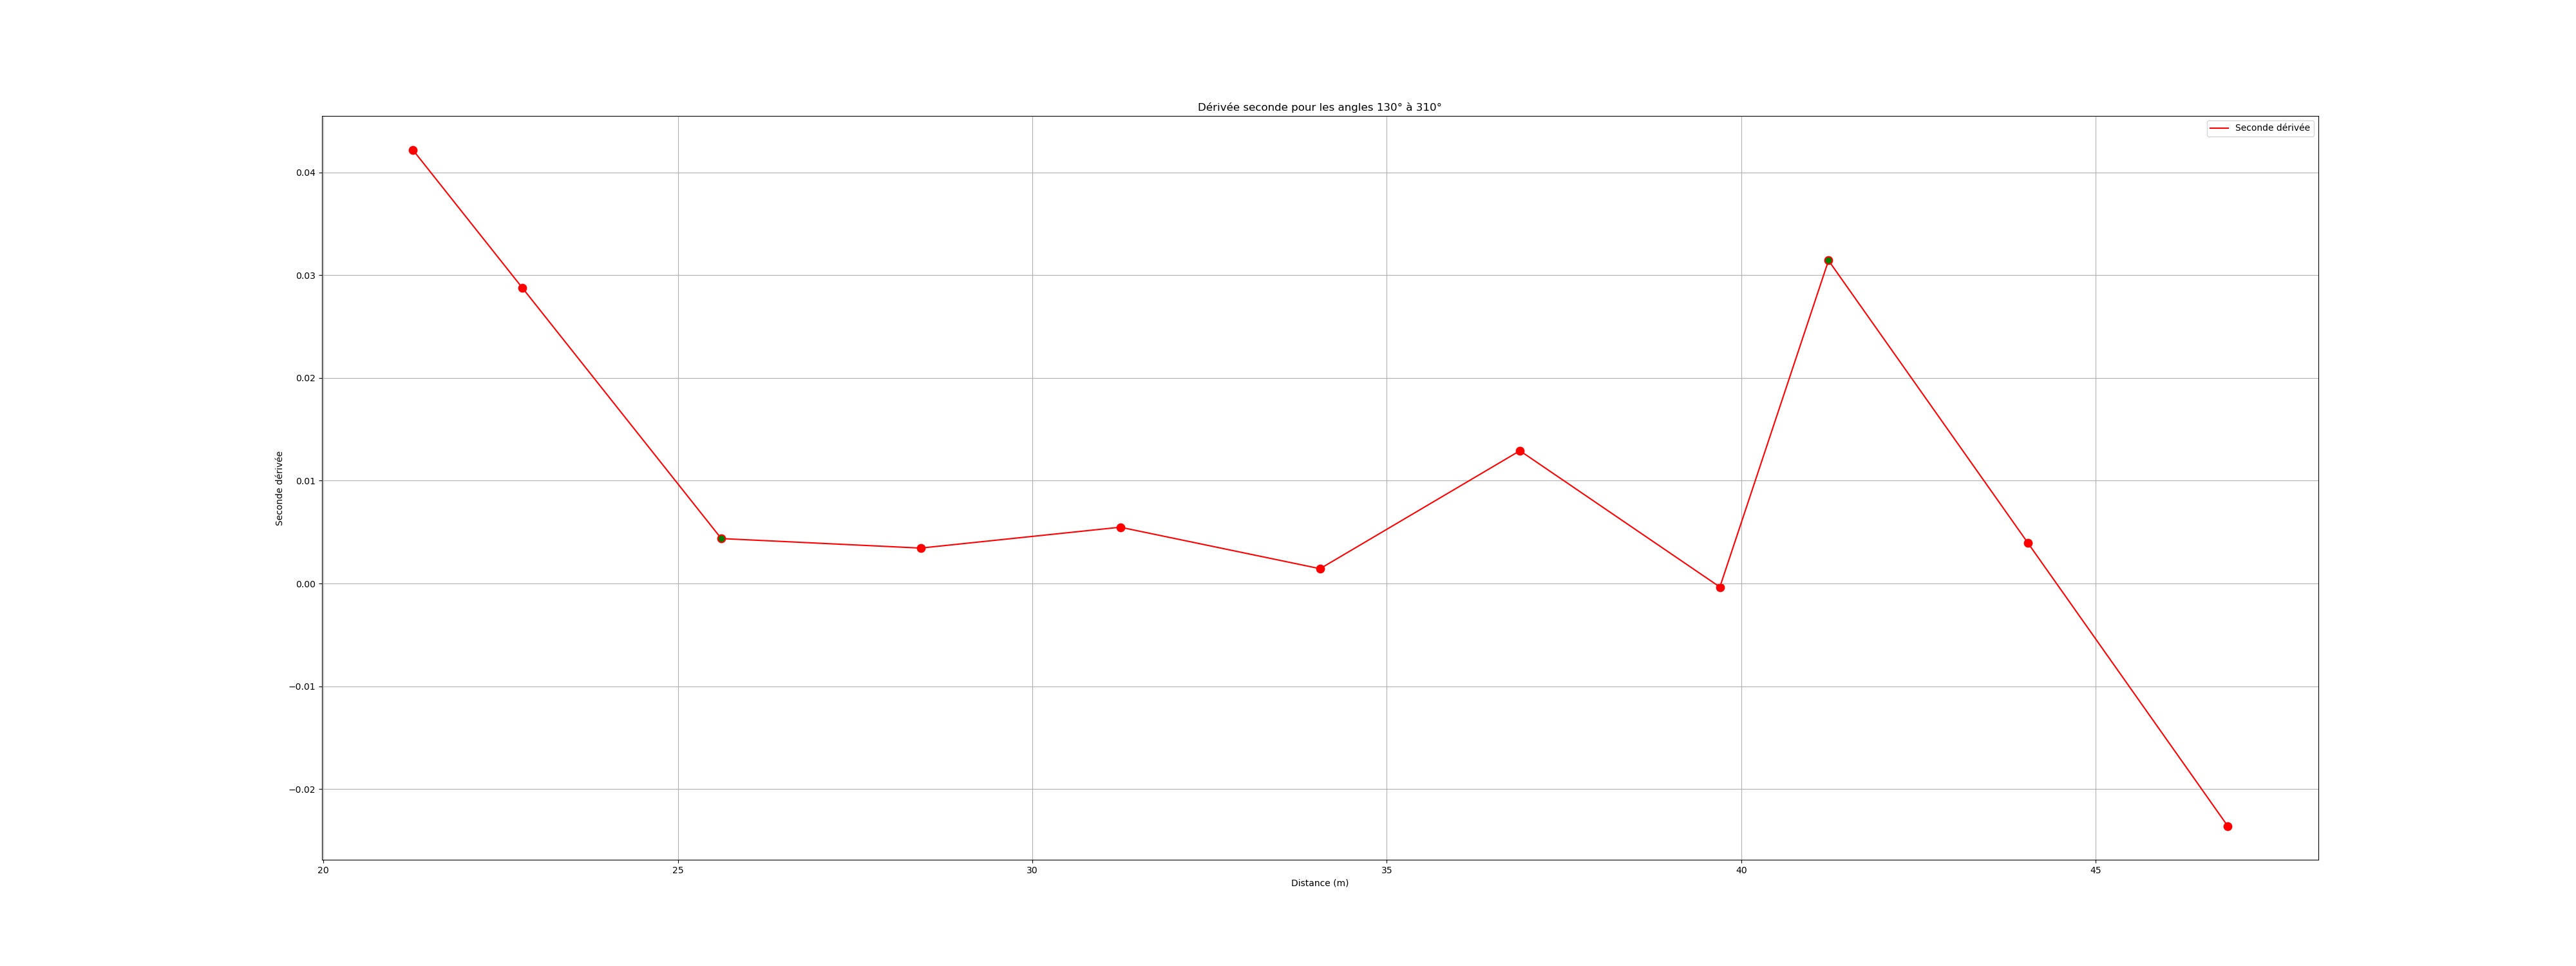 Dérivée seconde pour les angles 130° à 310°
Seconde dérivée
0.04
0.03
0.02
0.01
0.00
−0.01
−0.02
Seconde dérivée
20 25 30 35 40 45
Distance (m)